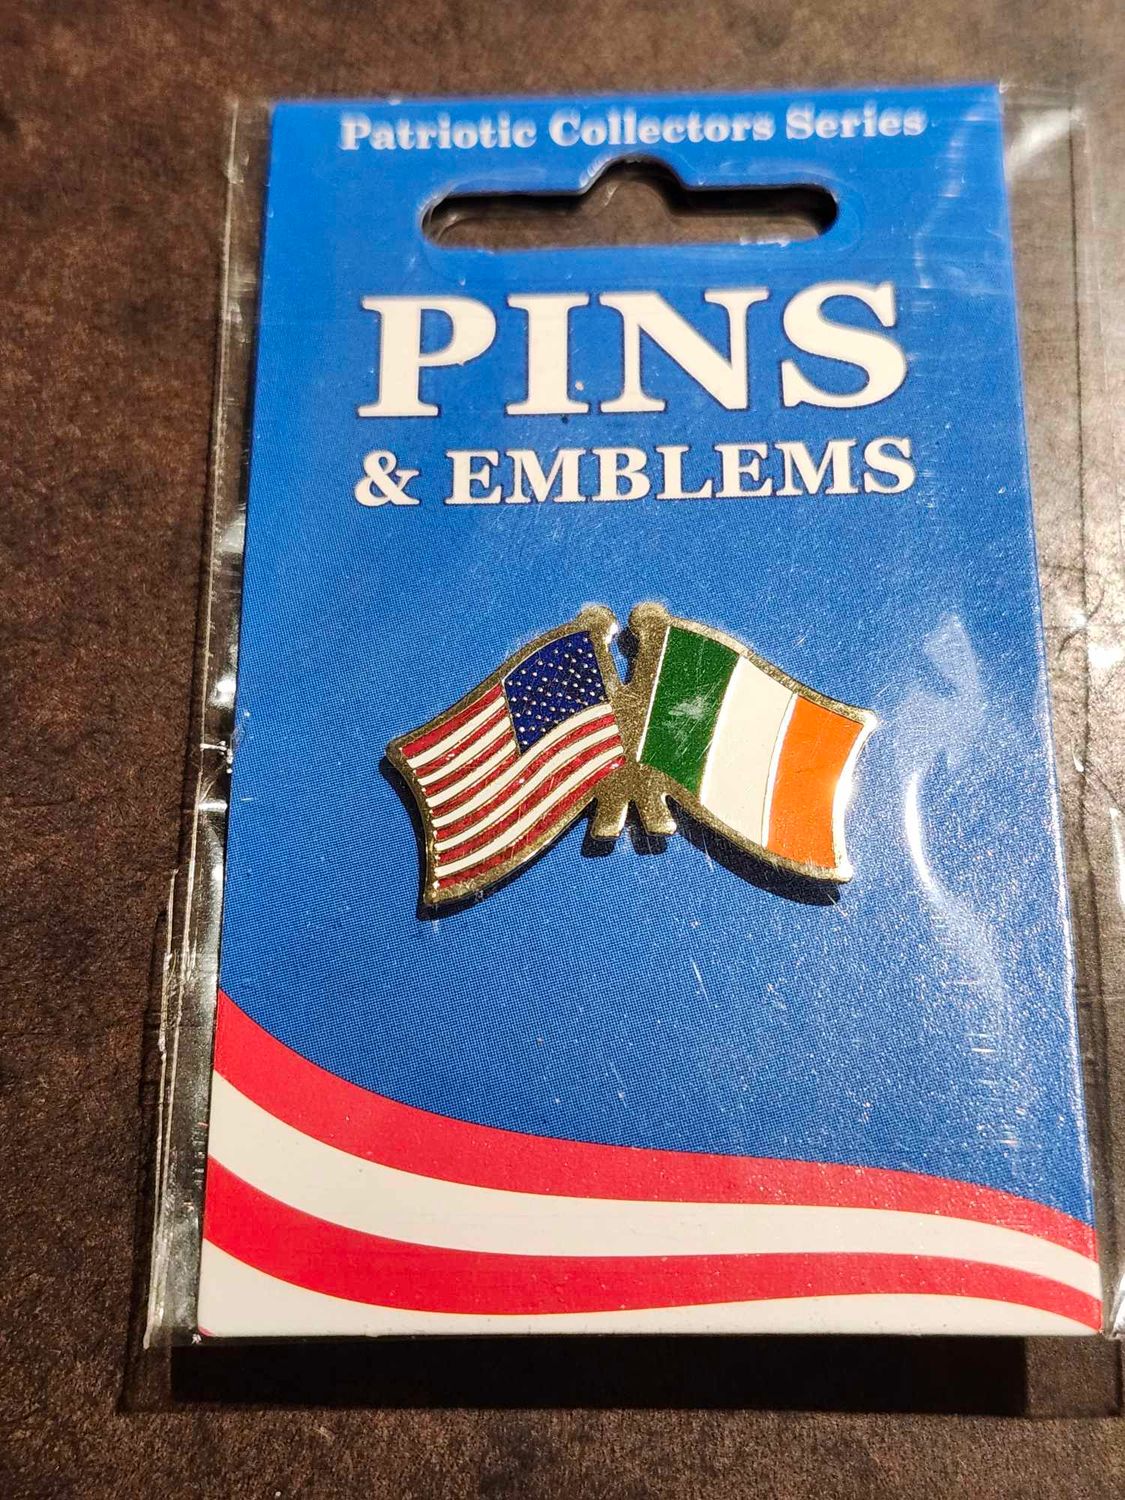 Patriotic Collectors Series
PINS
& EMBLEMS